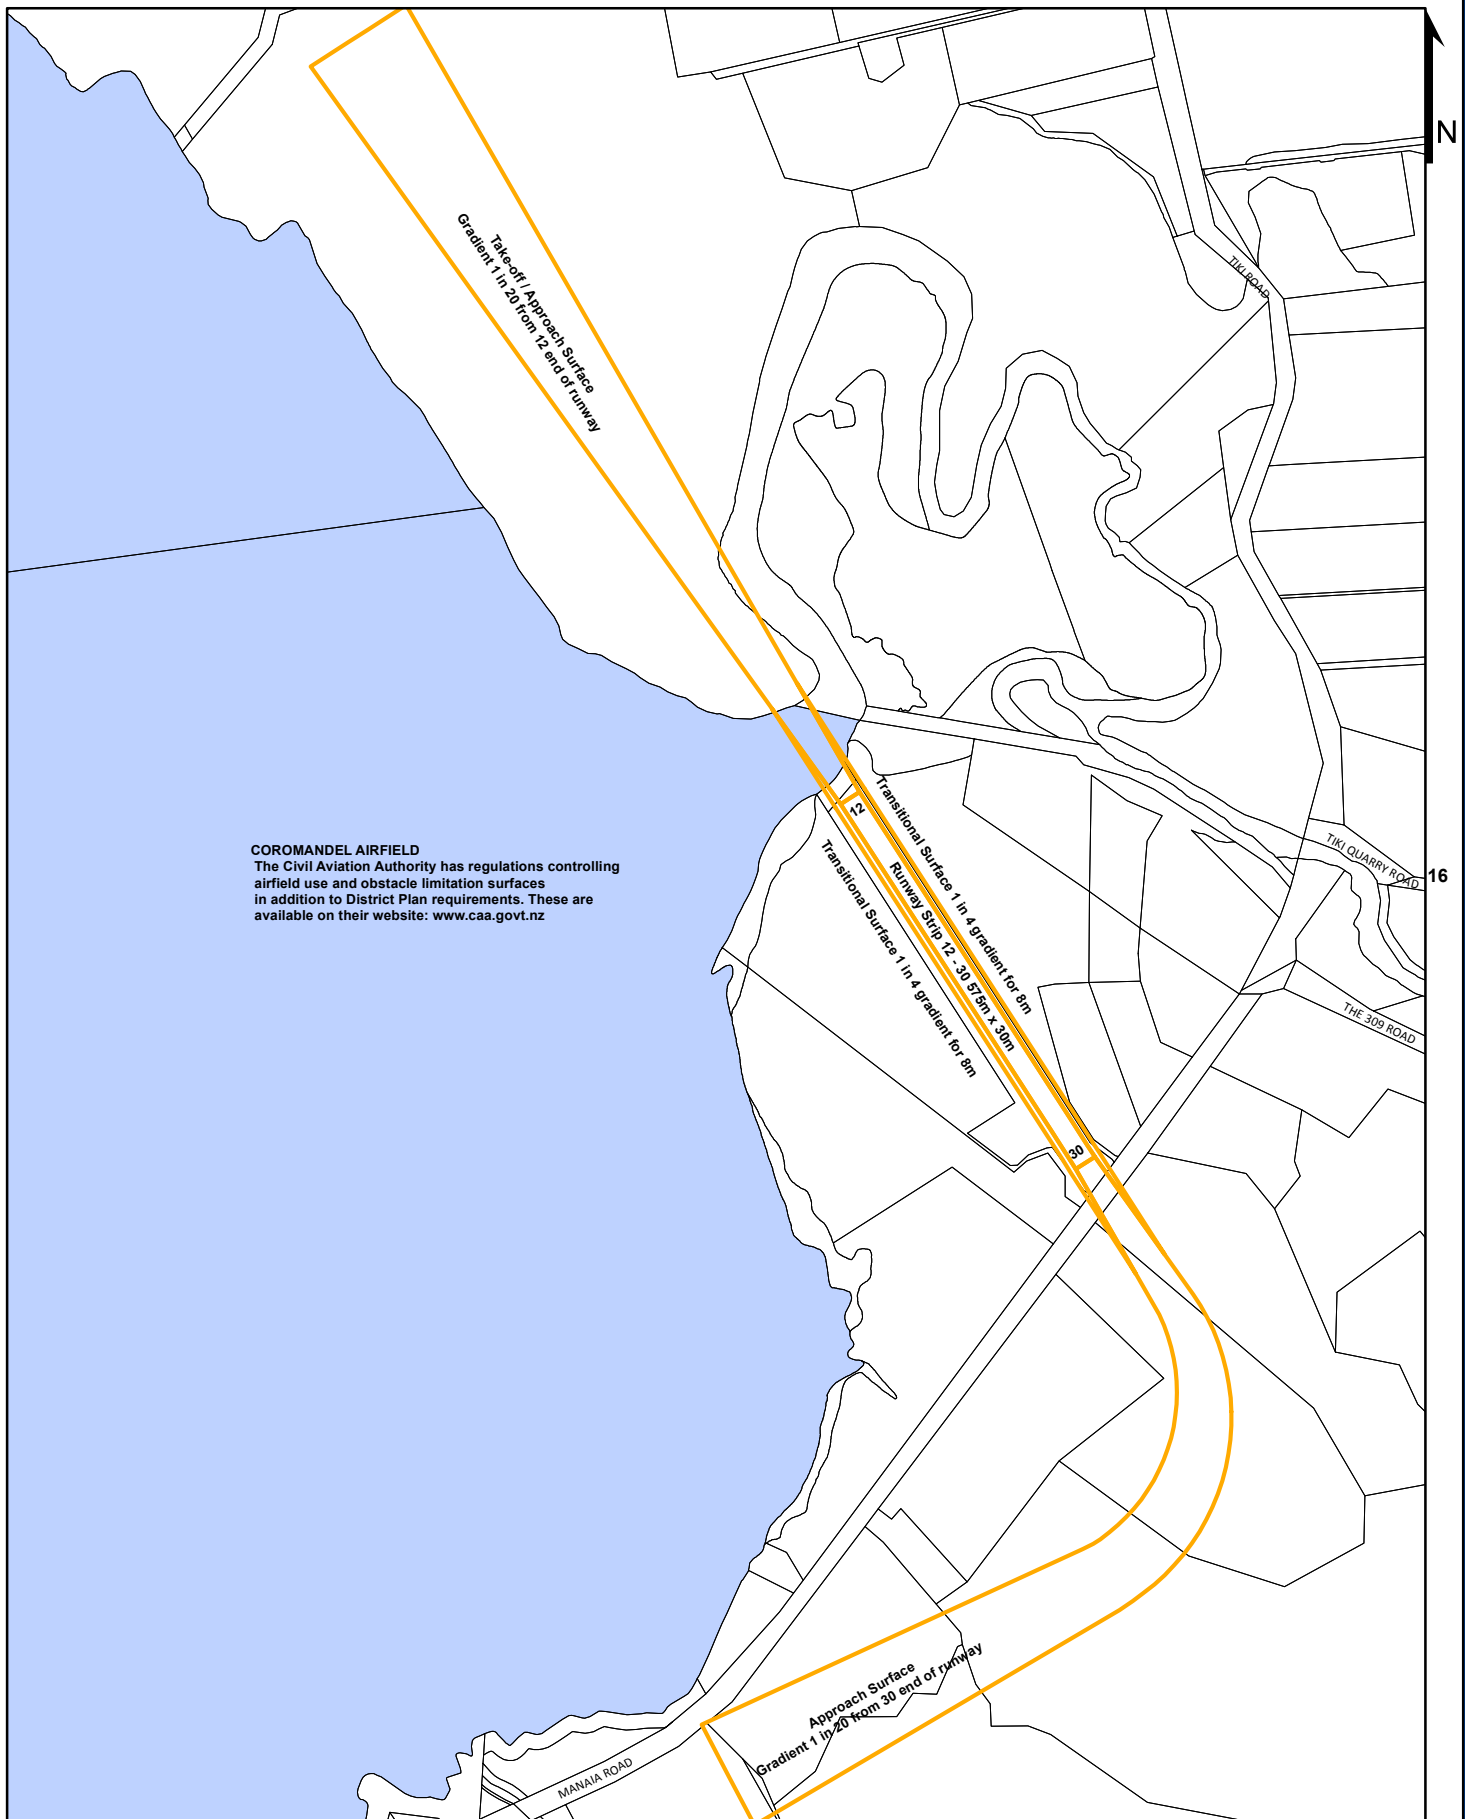 N
TIKI ROAD
Take-off / Approach Surface
Gradient 1 in 20 from 12 end of runway
12
Transitional Surface 1 in 4 gradient for 8m
Runway Strip 12 - 30 575m x 30m
Transitional Surface 1 in 4 gradient for 8m
COROMANDEL AIRFIELD
The Civil Aviation Authority has regulations controlling
airfield use and obstacle limitation surfaces
in addition to District Plan requirements. These are
available on their website: www.caa.govt.nz
TIKI QUARRY ROAD
16
THE 309 ROAD
30
Approach Surface
Gradient 1 in 20 from 30 end of runway
MANAIA ROAD